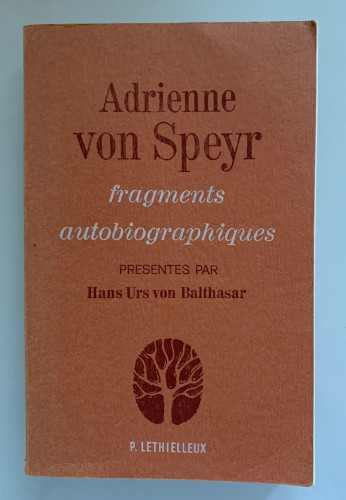 Adrienne
von Speyr
fragments
autobiographiques
PRESENTES PAR
Hans Urs von Balthasar
P. LETHIELLEUX